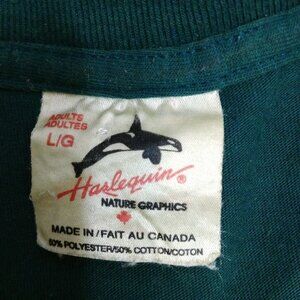 ADULTS
ADULTES
L/G
Harlequin®
NATURE GRAPHICS
MADE IN/FAIT AU CANADA
50% POLYESTER/50% COTTON/COTON